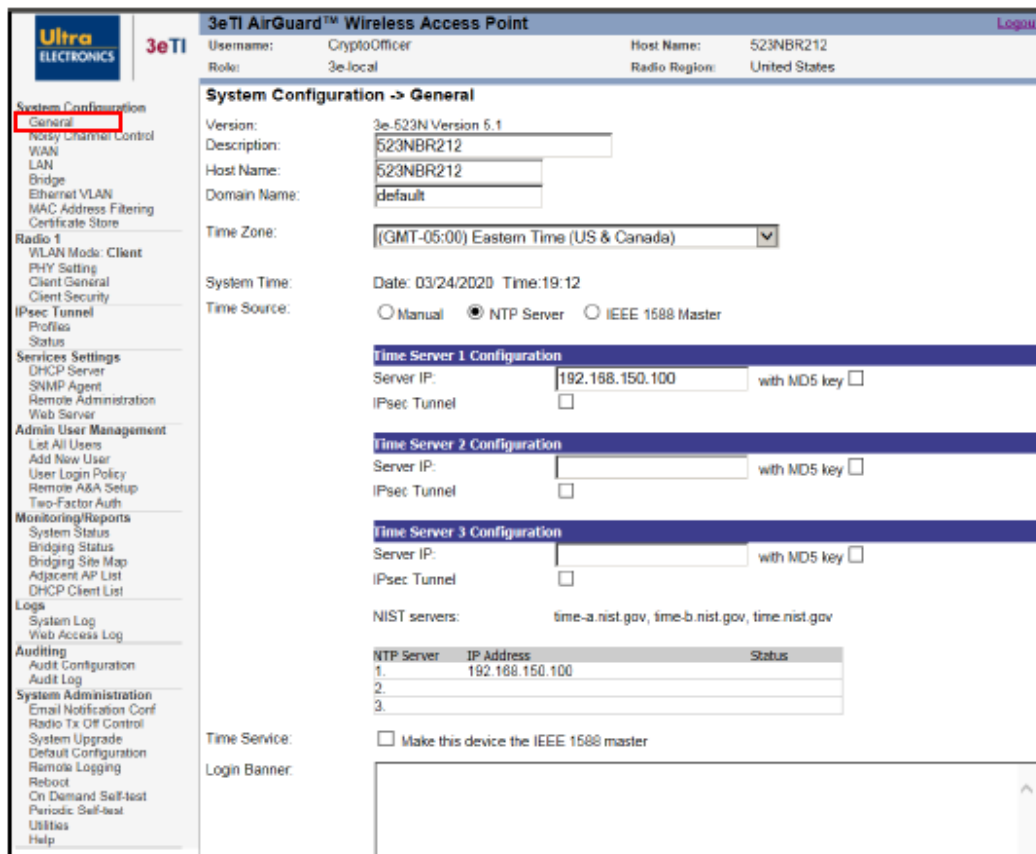 Ultra
ELECTRONICS
3eTI
3eTI AirGuard™ Wireless Access Point
Logou
Username: CryptoOfficer Host Name: 523NBR212
Role: 3e-local Radio Region: United States
System Configuration
General
Noisy Channel Control
WAN
LAN
Bridge
Ethernet VLAN
MAC Address Filtering
Certificate Store
Radio 1
WLAN Mode: Client
PHY Setting
Client General
Client Security
IPsec Tunnel
Profiles
Status
Services Settings
DHCP Server
SNMP Agent
Remote Administration
Web Server
Admin User Management
List All Users
Add New User
User Login Policy
Remote A&A Setup
Two-Factor Auth
Monitoring/Reports
System Status
Bridging Status
Bridging Site Map
Adjacent AP List
DHCP Client List
Logs
System Log
Web Access Log
Auditing
Audit Configuration
Audit Log
System Administration
Email Notification Conf
Radio Tx Off Control
System Upgrade
Default Configuration
Remote Logging
Reboot
On Demand Self-test
Periodic Self-test
Utilities
Help
System Configuration -> General
Version: 3e-523N Version 5.1
Description: 523NBR212
Host Name: 523NBR212
Domain Name: default
Time Zone: (GMT-05:00) Eastern Time (US & Canada)
System Time: Date: 03/24/2020 Time:19:12
Time Source: Manual NTP Server IEEE 1588 Master
Time Server 1 Configuration
Server IP: 192.168.150.100 with MD5 key
IPsec Tunnel
Time Server 2 Configuration
Server IP: with MD5 key
IPsec Tunnel
Time Server 3 Configuration
Server IP: with MD5 key
IPsec Tunnel
NIST servers: time-a.nist.gov, time-b.nist.gov, time.nist.gov
NTP Server IP Address Status
1. 192.168.150.100
2.
3.
Time Service: Make this device the IEEE 1588 master
Login Banner: